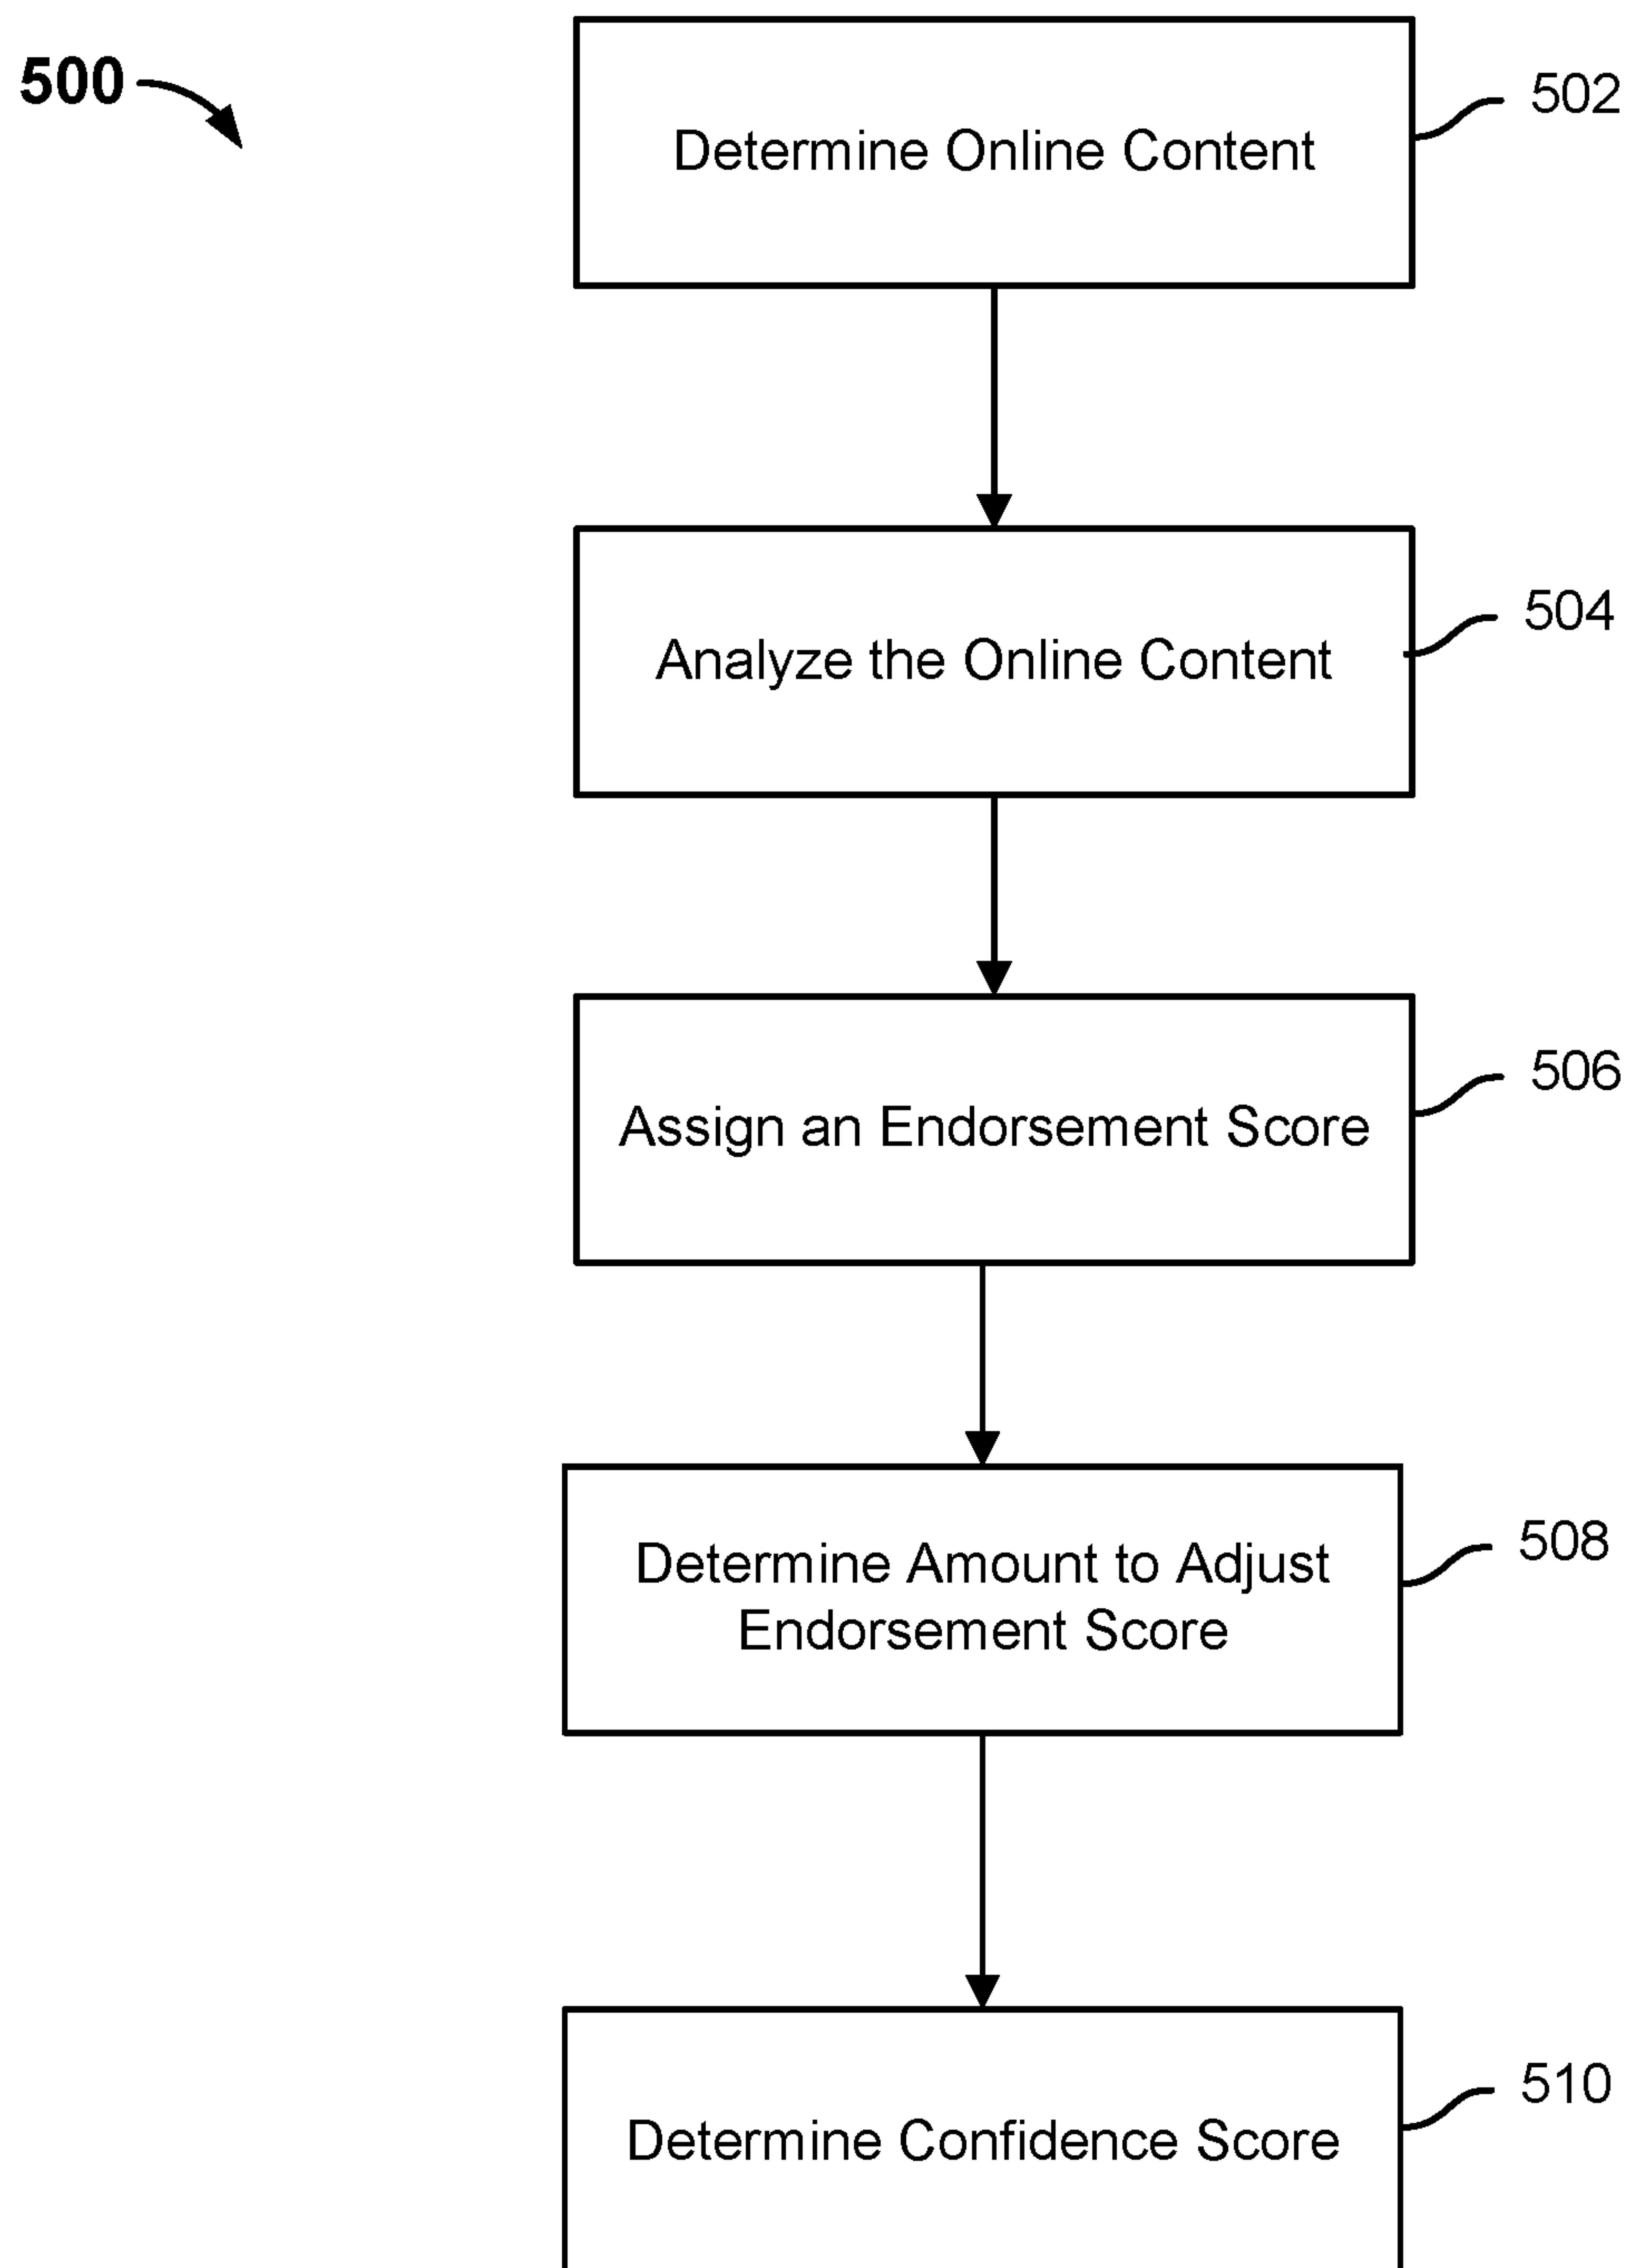 500
502
Determine Online Content
504
Analyze the Online Content
506
Assign an Endorsement Score
508
Determine Amount to Adjust
Endorsement Score
510
Determine Confidence Score